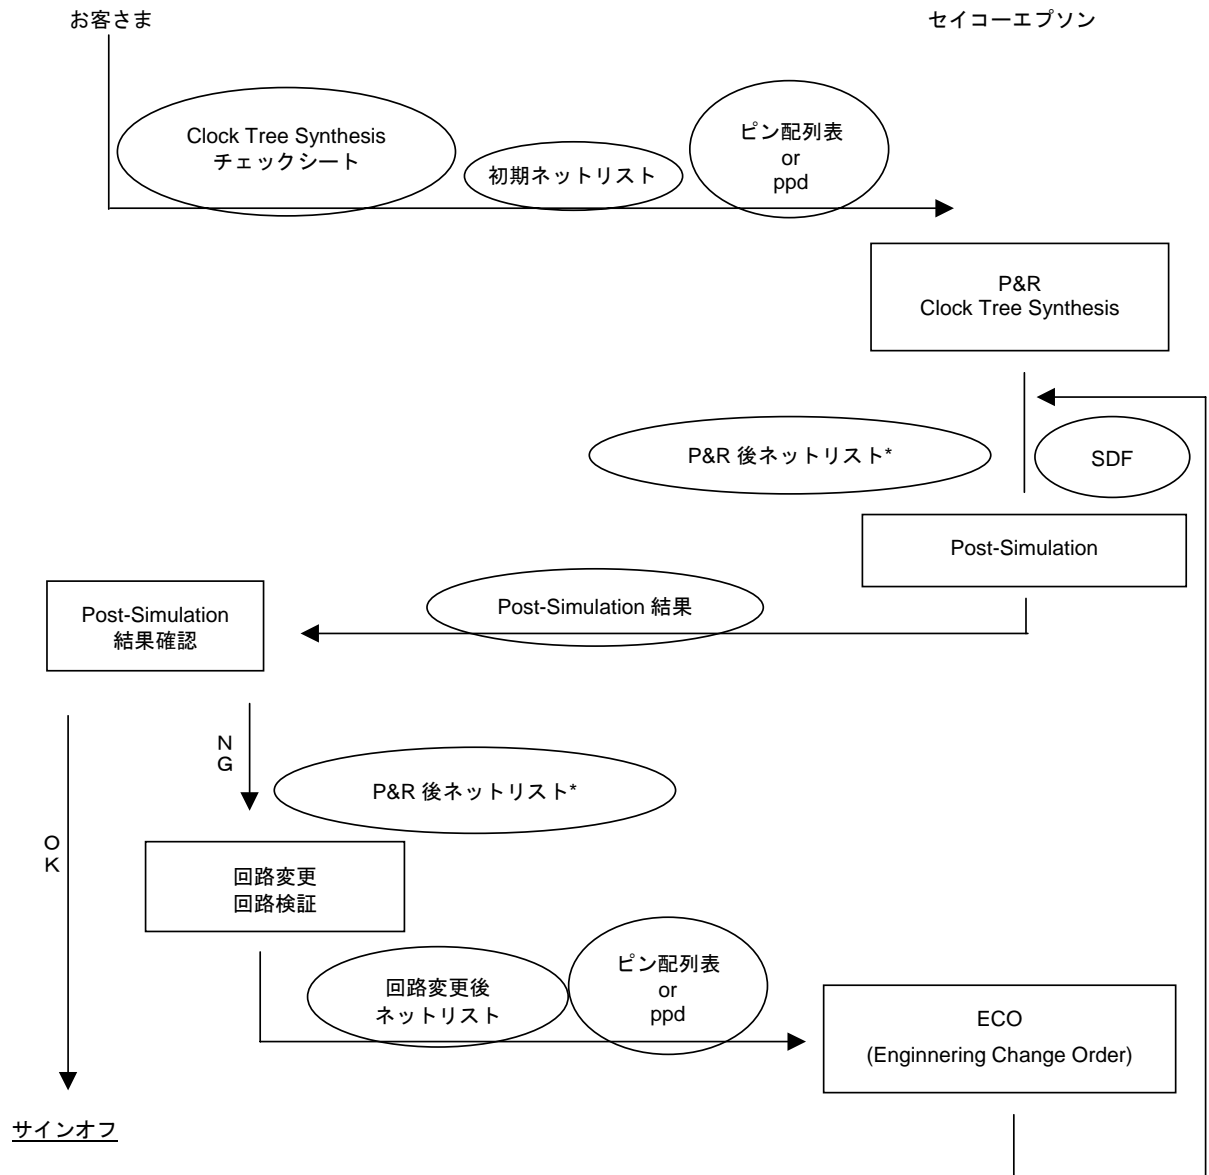 お客さま
セイコーエプソン
Clock Tree Synthesis
チェックシート
初期ネットリスト
ピン配列表
or
ppd
P&R
Clock Tree Synthesis
P&R 後ネットリスト*
SDF
Post-Simulation
Post-Simulation 結果
Post-Simulation
結果確認
NG
P&R 後ネットリスト*
OK
回路変更
回路検証
回路変更後
ネットリスト
ピン配列表
or
ppd
ECO
(Enginnering Change Order)
サインオフ